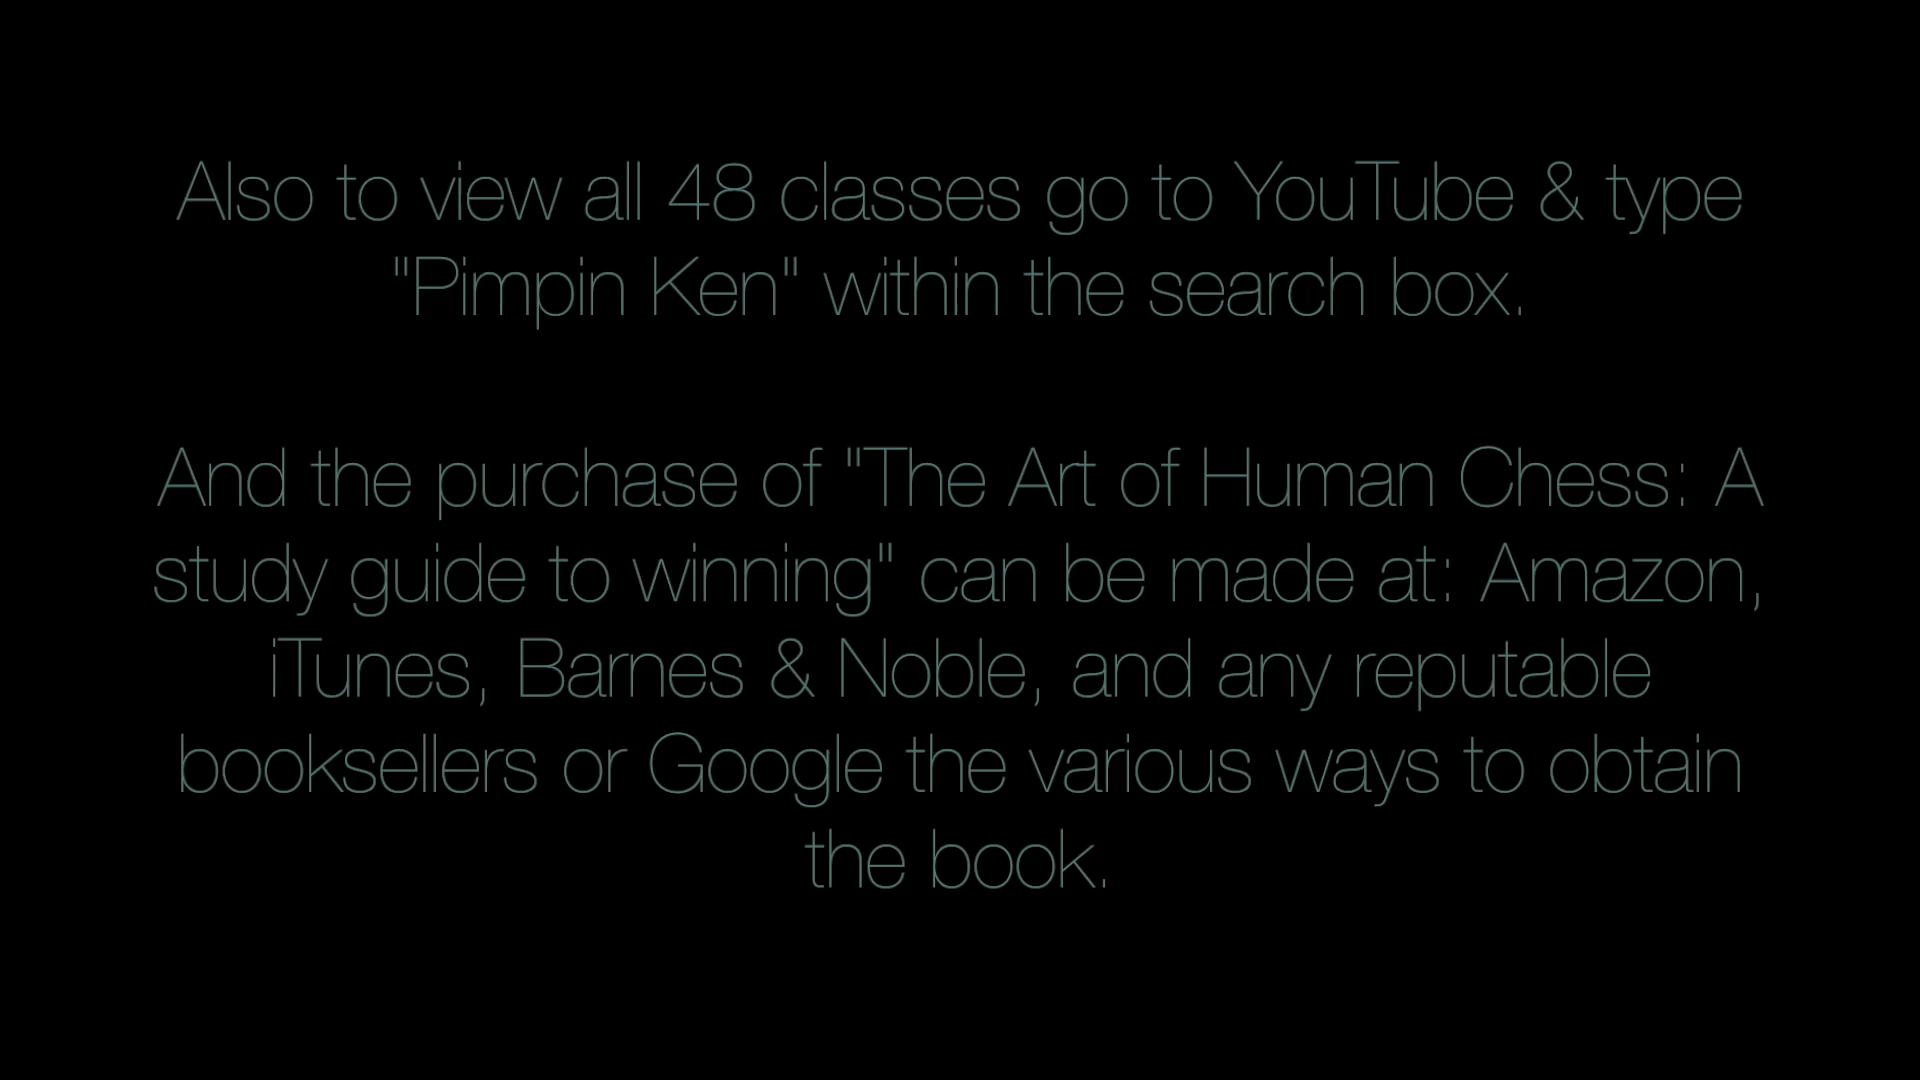 Also to view all 48 classes go to YouTube & type
"Pimpin Ken" within the search box.
And the purchase of "The Art of Human Chess: A
study guide to winning" can be made at: Amazon,
iTunes, Barnes & Noble, and any reputable
booksellers or Google the various ways to obtain
the book.